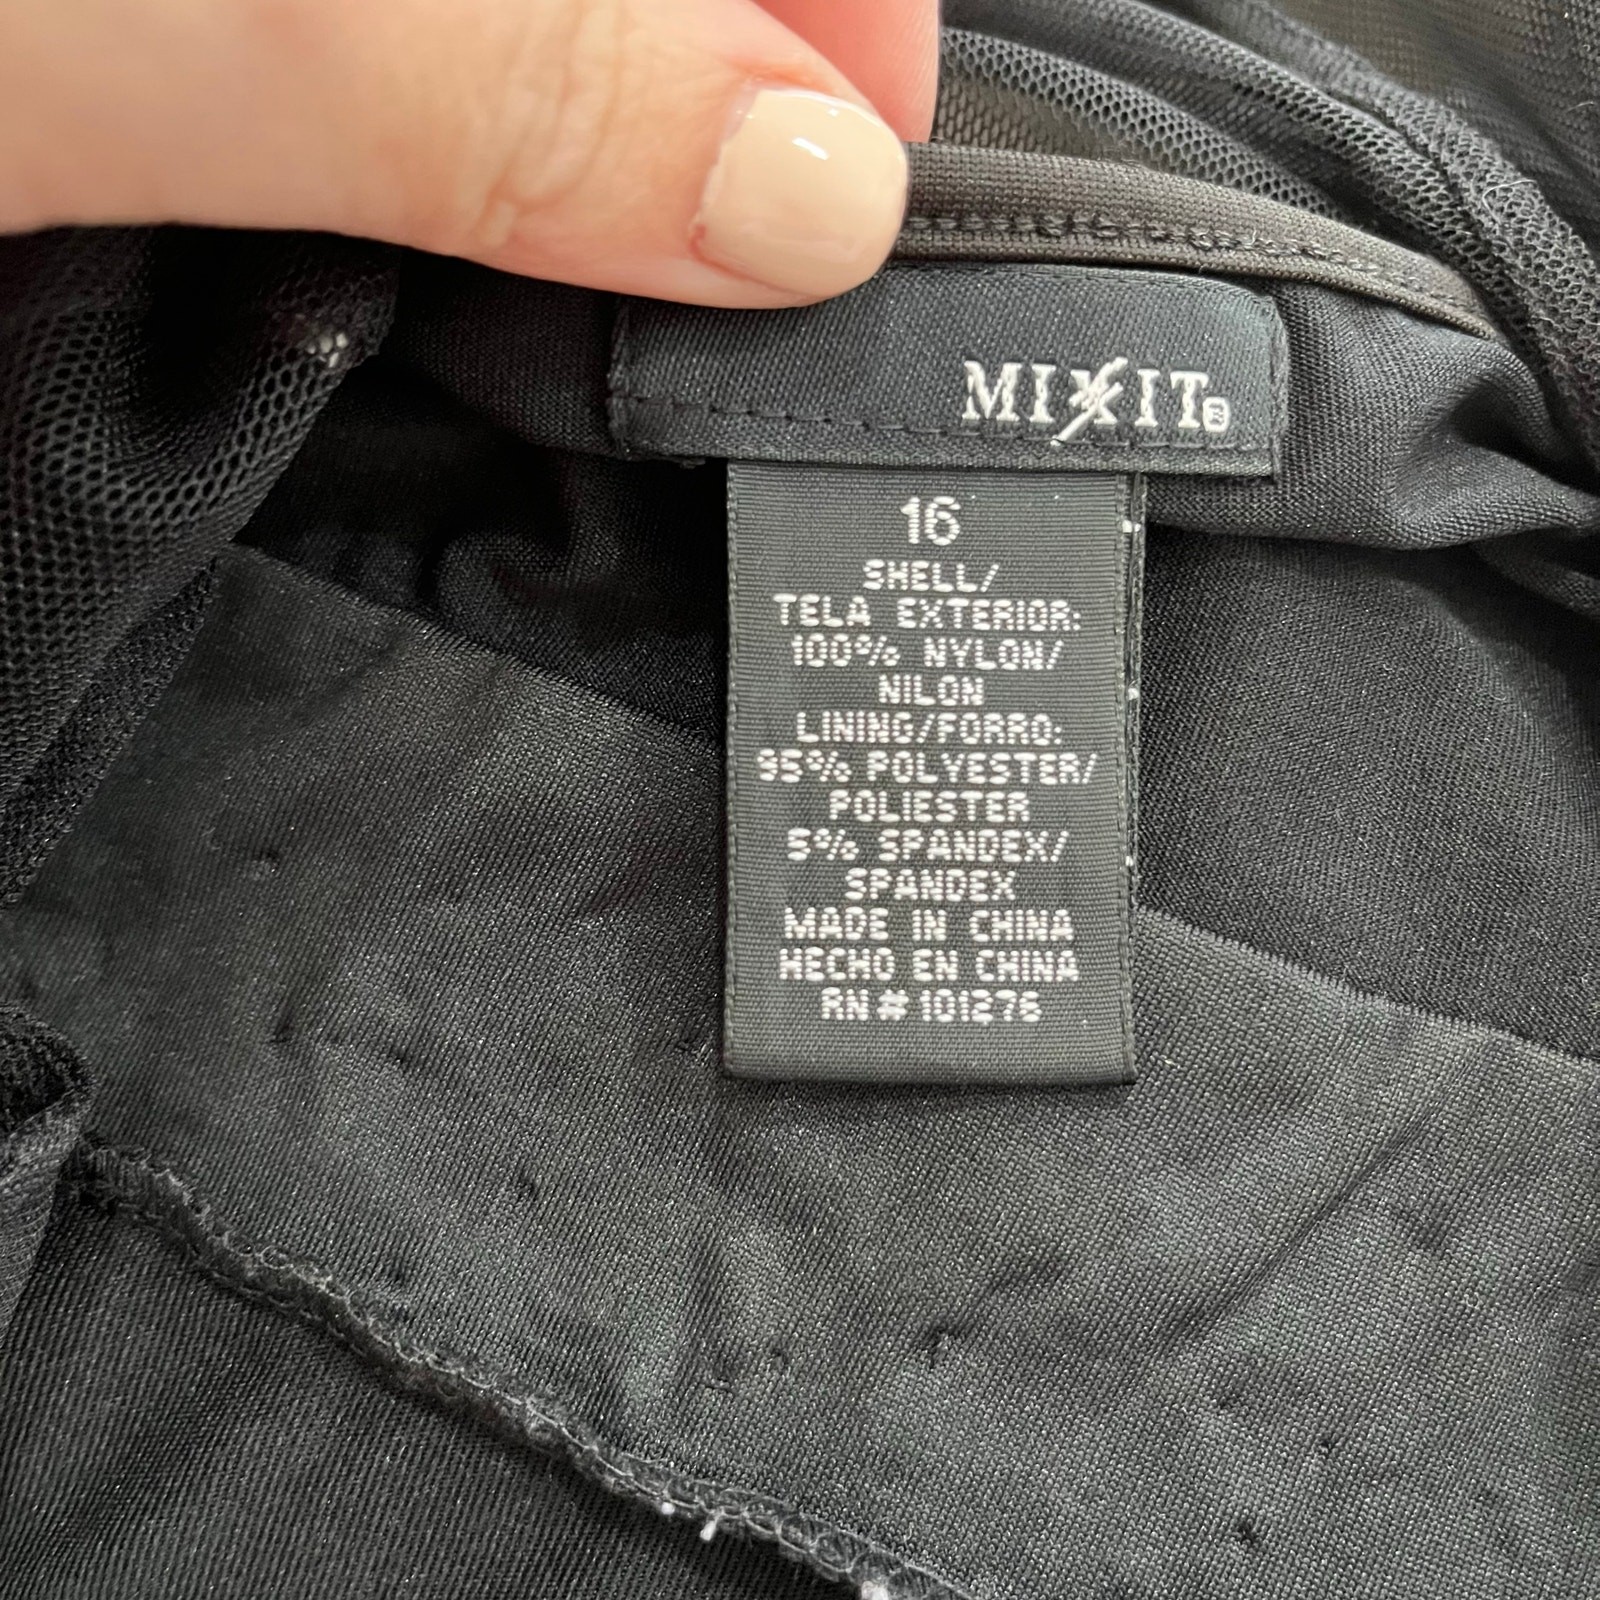 MIXIT®
16
SHELL/
TELA EXTERIOR:
100% NYLON/
NILON
LINING/FORRO:
95% POLYESTER/
POLIESTER
5% SPANDEX/
SPANDEX
MADE IN CHINA
HECHO EN CHINA
RN# 101276